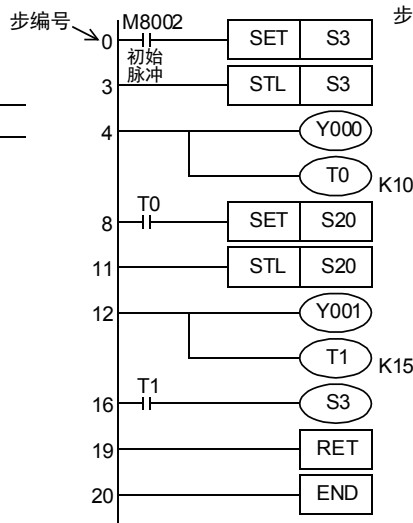 步编号
步
M8002
0
SET S3
初始
脉冲
3 STL S3
4 Y000
T0 K10
T0
8 SET S20
11 STL S20
12 Y001
T1 K15
T1
16 S3
19 RET
20 END